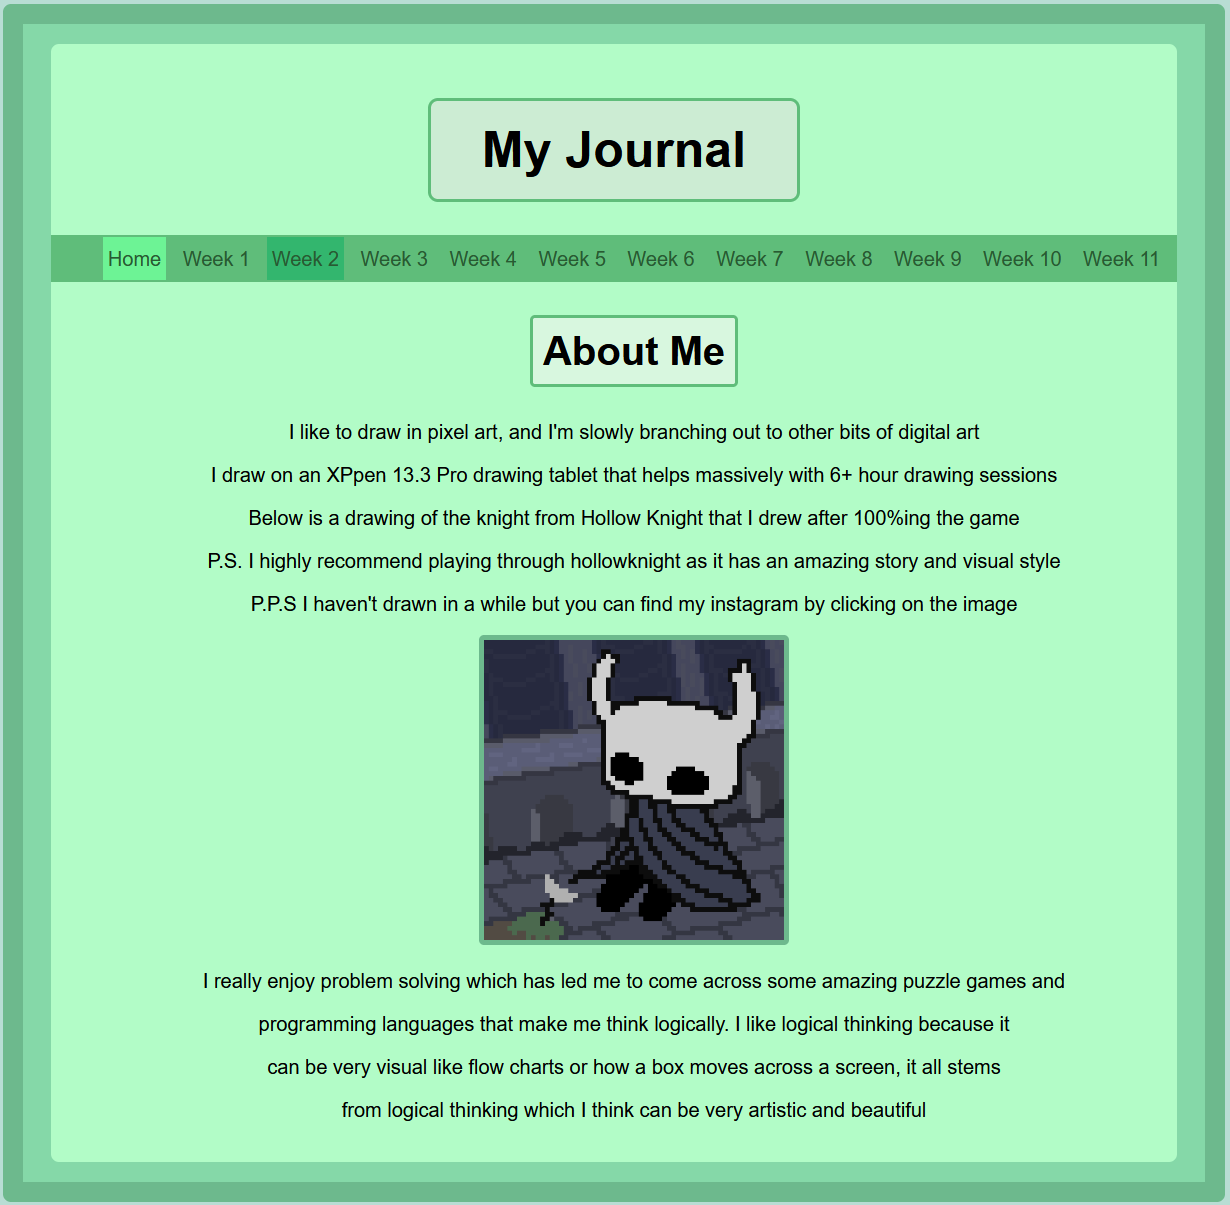 My Journal
Home Week 1 Week 2 Week 3 Week 4 Week 5 Week 6 Week 7 Week 8 Week 9 Week 10 Week 11
About Me
I like to draw in pixel art, and I'm slowly branching out to other bits of digital art
I draw on an XPpen 13.3 Pro drawing tablet that helps massively with 6+ hour drawing sessions
Below is a drawing of the knight from Hollow Knight that I drew after 100%ing the game
P.S. I highly recommend playing through hollowknight as it has an amazing story and visual style
P.P.S I haven't drawn in a while but you can find my instagram by clicking on the image
I really enjoy problem solving which has led me to come across some amazing puzzle games and
programming languages that make me think logically. I like logical thinking because it
can be very visual like flow charts or how a box moves across a screen, it all stems
from logical thinking which I think can be very artistic and beautiful